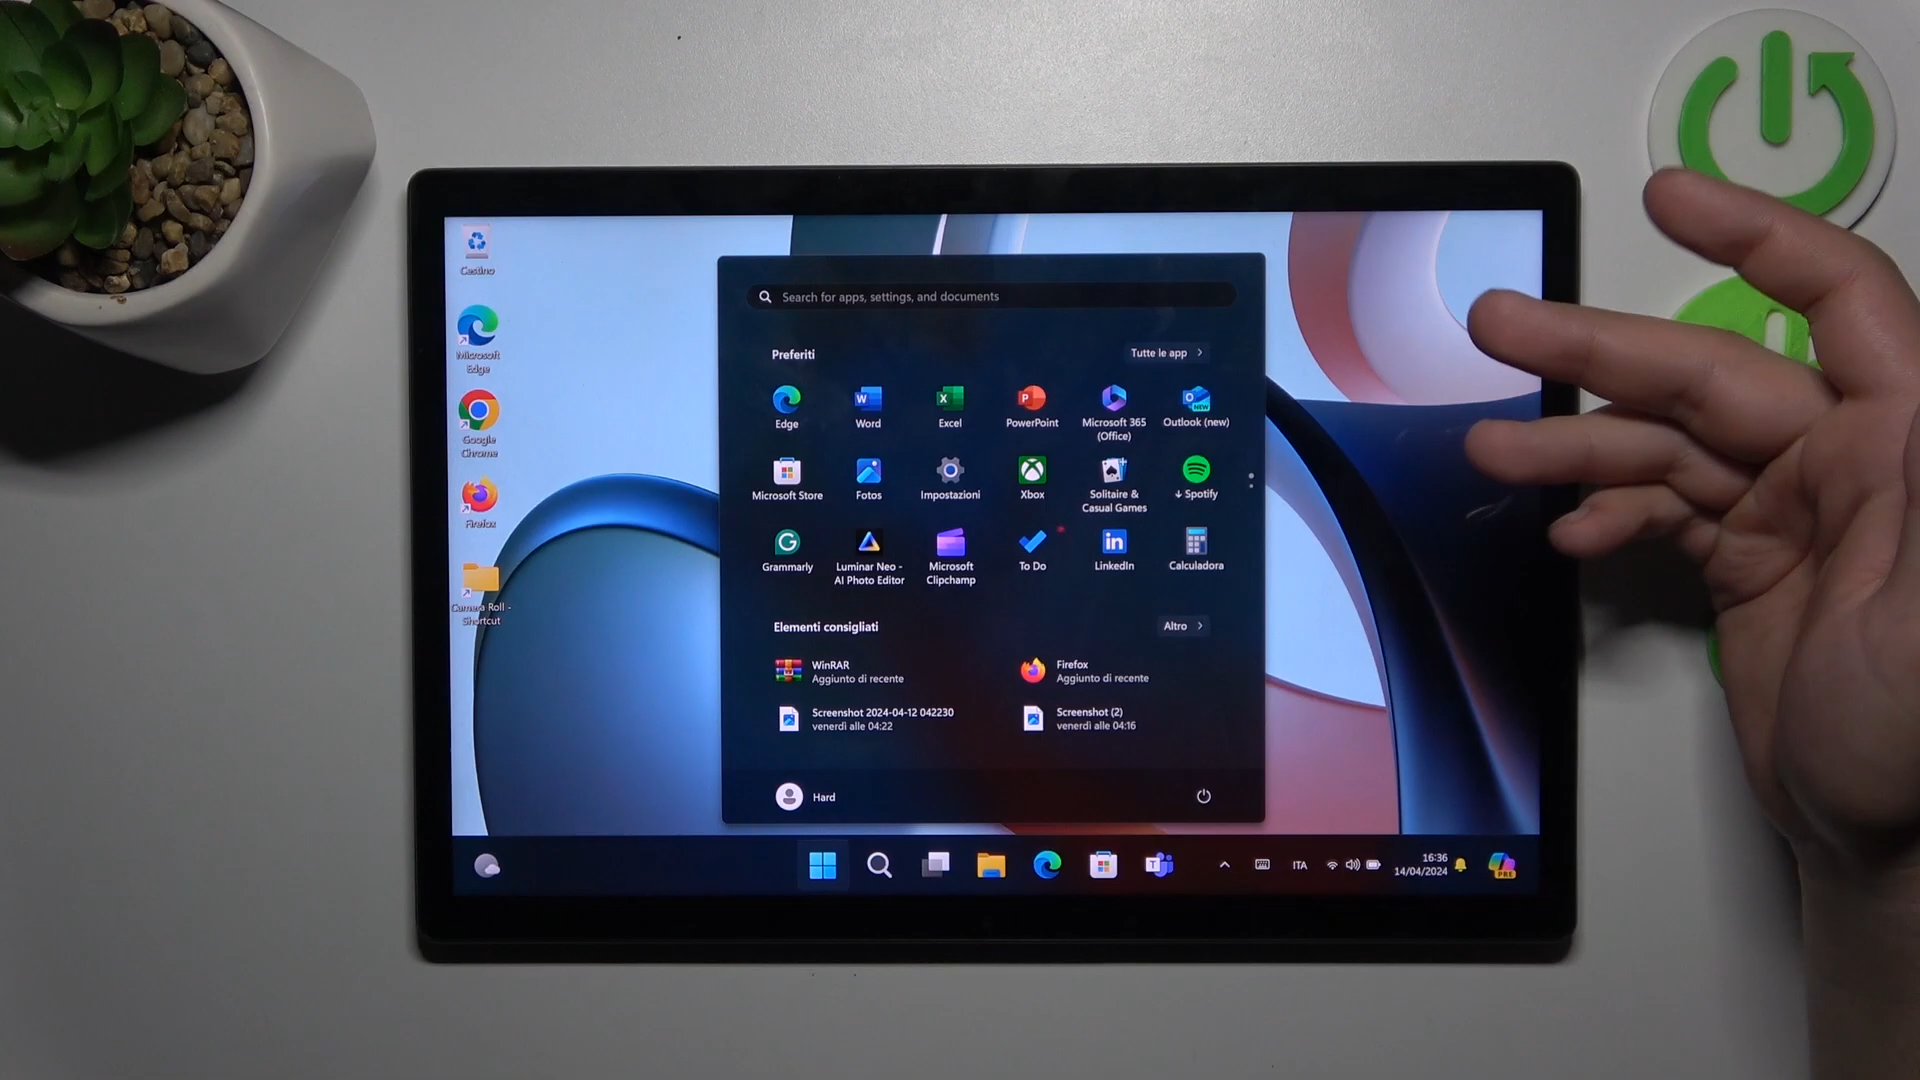 Cestino
Microsoft
Edge
Google
Chrome
Firefox
Camera Roll -
Shortcut
Search for apps, settings, and documents
Preferiti
Tutte le app
Edge
Word
Excel
PowerPoint
Microsoft 365
(Office)
Outlook (new)
Microsoft Store
Fotos
Impostazioni
Xbox
Solitaire &
Casual Games
Spotify
Grammarly
Luminar Neo -
AI Photo Editor
Microsoft
Clipchamp
To Do
LinkedIn
Calculadora
Elementi consigliati
Altro
WinRAR
Aggiunto di recente
Firefox
Aggiunto di recente
Screenshot 2024-04-12 042230
venerdì alle 04:22
Screenshot (2)
venerdì alle 04:16
Hard
ITA
16:36
14/04/2024
PRE